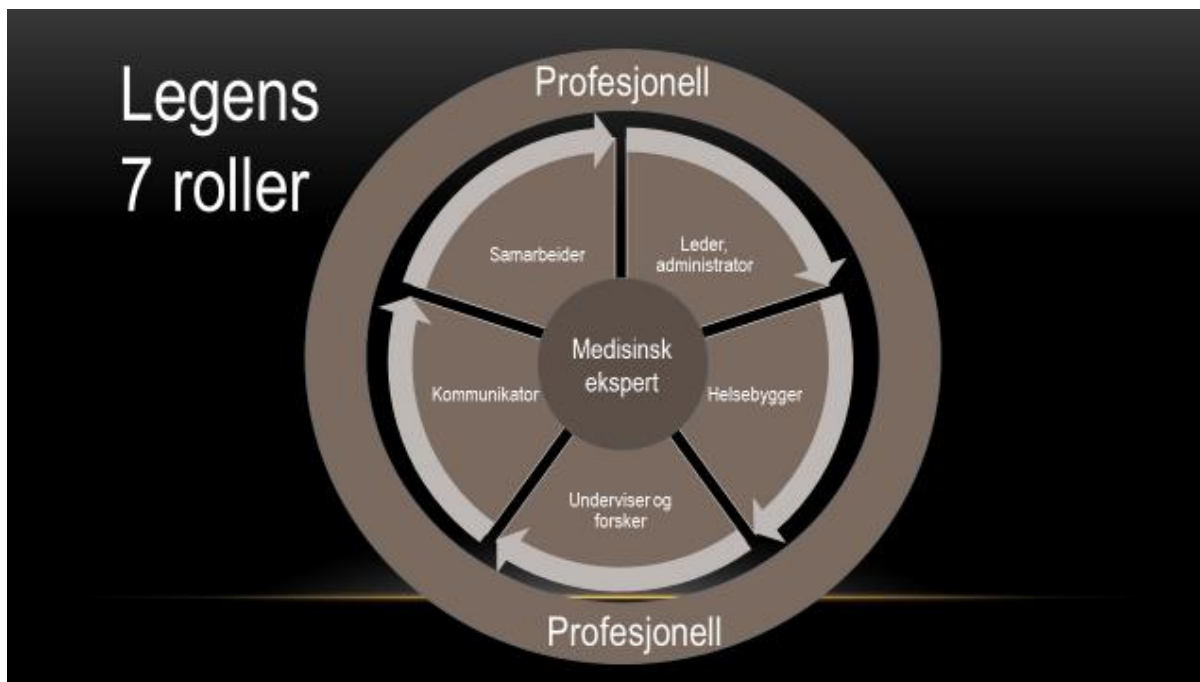 Legens
7 roller
Profesjonell
Samarbeider
Leder,
administrator
Medisinsk
ekspert
Kommunikator
Helsebygger
Underviser og
forsker
Profesjonell